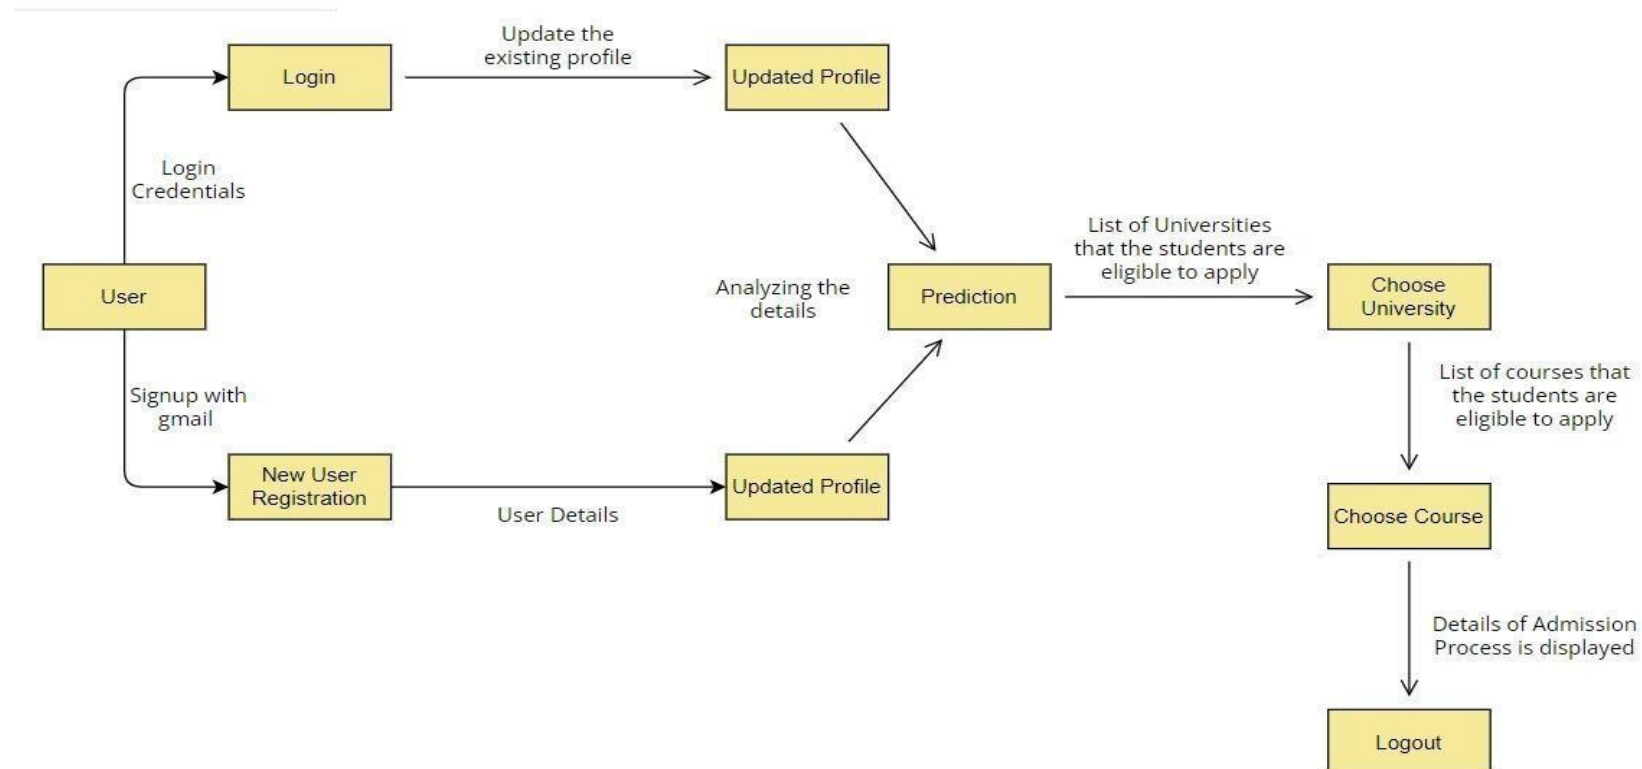 Update the
existing profile
Login
Updated Profile
Login
Credentials
List of Universities
that the students are
eligible to apply
User
Analyzing the
details
Prediction
Choose
University
Signup with
gmail
List of courses that
the students are
eligible to apply
New User
Registration
User Details
Updated Profile
Choose Course
Details of Admission
Process is displayed
Logout